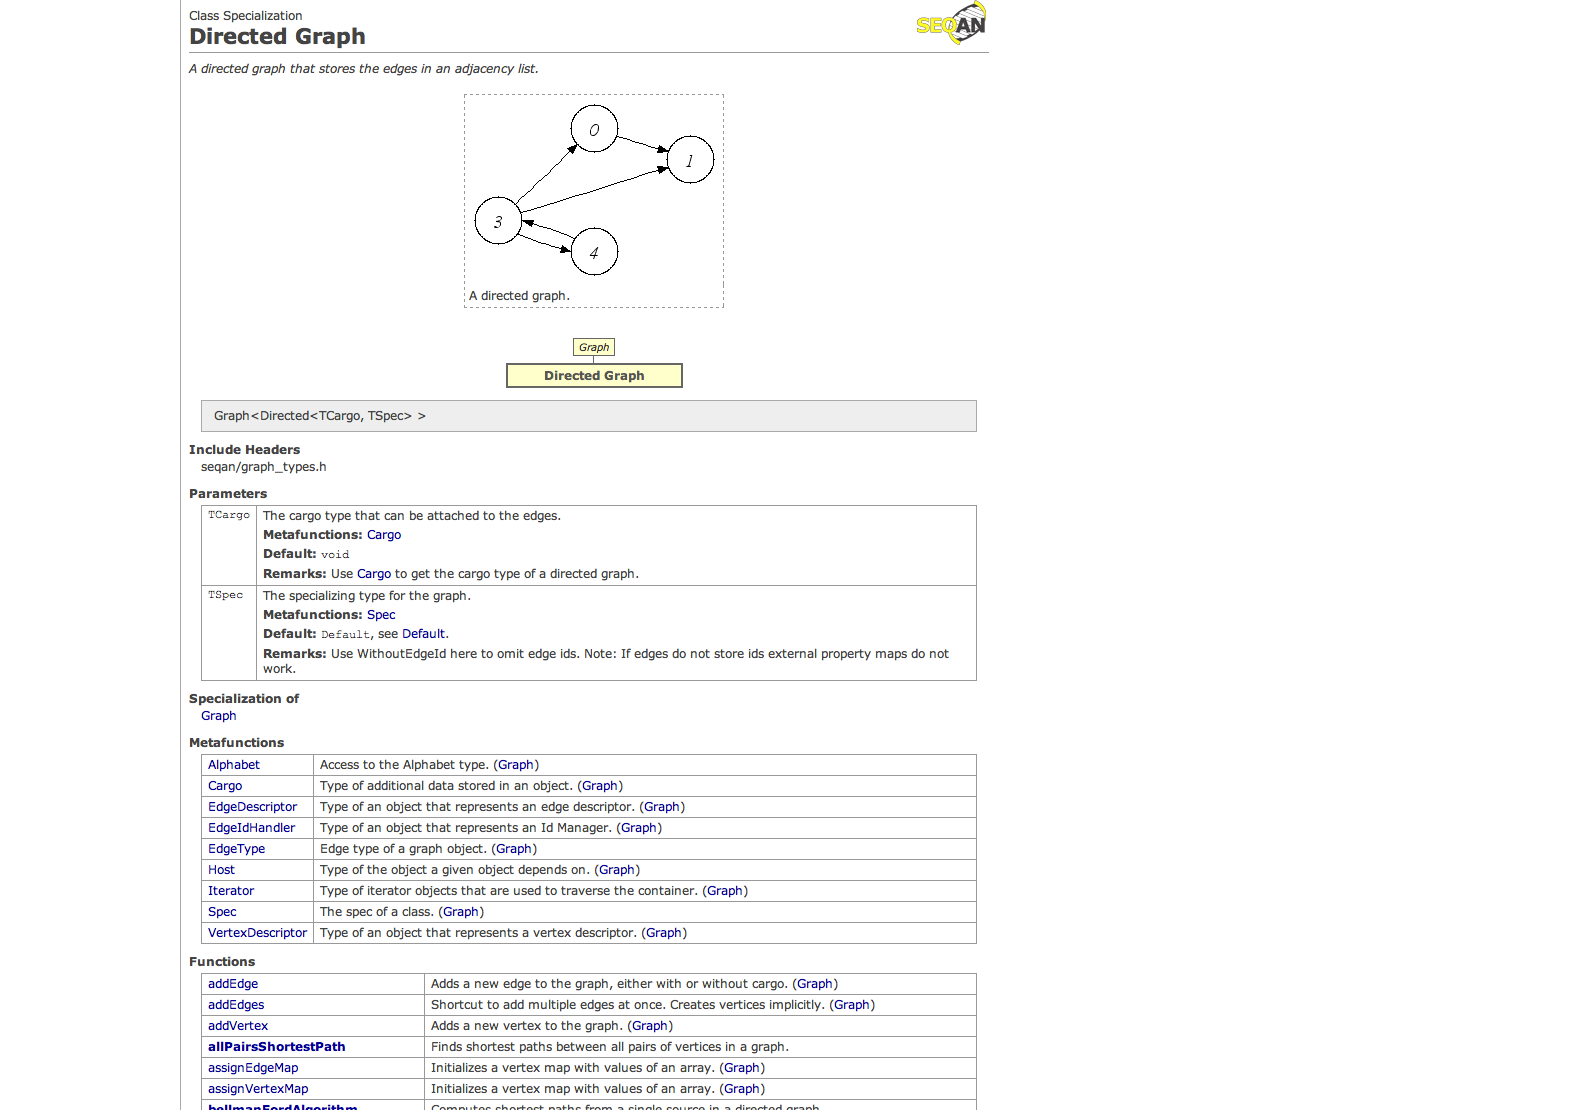 Class Specialization
Directed Graph
SEQAN
A directed graph that stores the edges in an adjacency list.
0
1
3
4
A directed graph.
Graph
Directed Graph
Graph<Directed<TCargo, TSpec> >
Include Headers
seqan/graph_types.h
Parameters
TCargo The cargo type that can be attached to the edges.
Metafunctions: Cargo
Default: void
Remarks: Use Cargo to get the cargo type of a directed graph.
TSpec The specializing type for the graph.
Metafunctions: Spec
Default: Default, see Default.
Remarks: Use WithoutEdgeId here to omit edge ids. Note: If edges do not store ids external property maps do not
work.
Specialization of
Graph
Metafunctions
Alphabet Access to the Alphabet type. (Graph)
Cargo Type of additional data stored in an object. (Graph)
EdgeDescriptor Type of an object that represents an edge descriptor. (Graph)
EdgeIdHandler Type of an object that represents an Id Manager. (Graph)
EdgeType Edge type of a graph object. (Graph)
Host Type of the object a given object depends on. (Graph)
Iterator Type of iterator objects that are used to traverse the container. (Graph)
Spec The spec of a class. (Graph)
VertexDescriptor Type of an object that represents a vertex descriptor. (Graph)
Functions
addEdge Adds a new edge to the graph, either with or without cargo. (Graph)
addEdges Shortcut to add multiple edges at once. Creates vertices implicitly. (Graph)
addVertex Adds a new vertex to the graph. (Graph)
allPairsShortestPath Finds shortest paths between all pairs of vertices in a graph.
assignEdgeMap Initializes a vertex map with values of an array. (Graph)
assignVertexMap Initializes a vertex map with values of an array. (Graph)
bellmanFordAlgorithm Computes shortest paths from a single source in a directed graph.